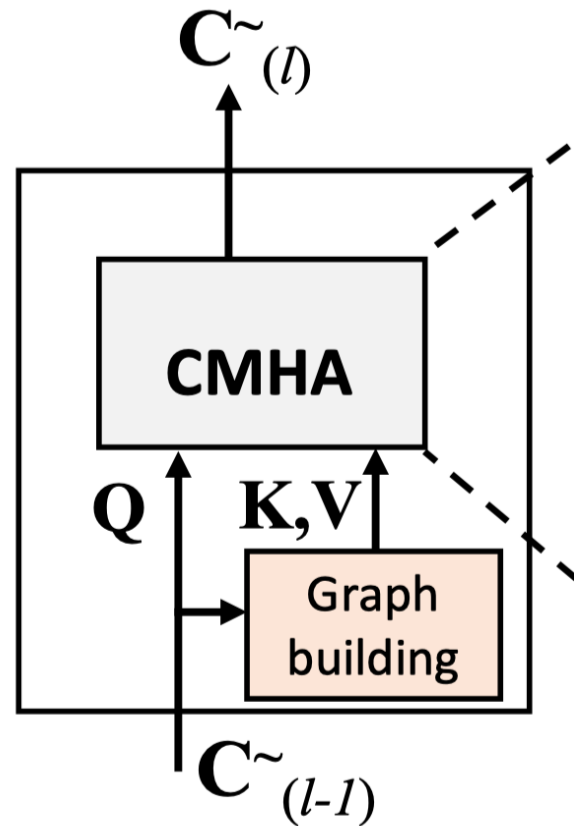 C~(l)
CMHA
Q K,V
Graph
building
C~(l-1)